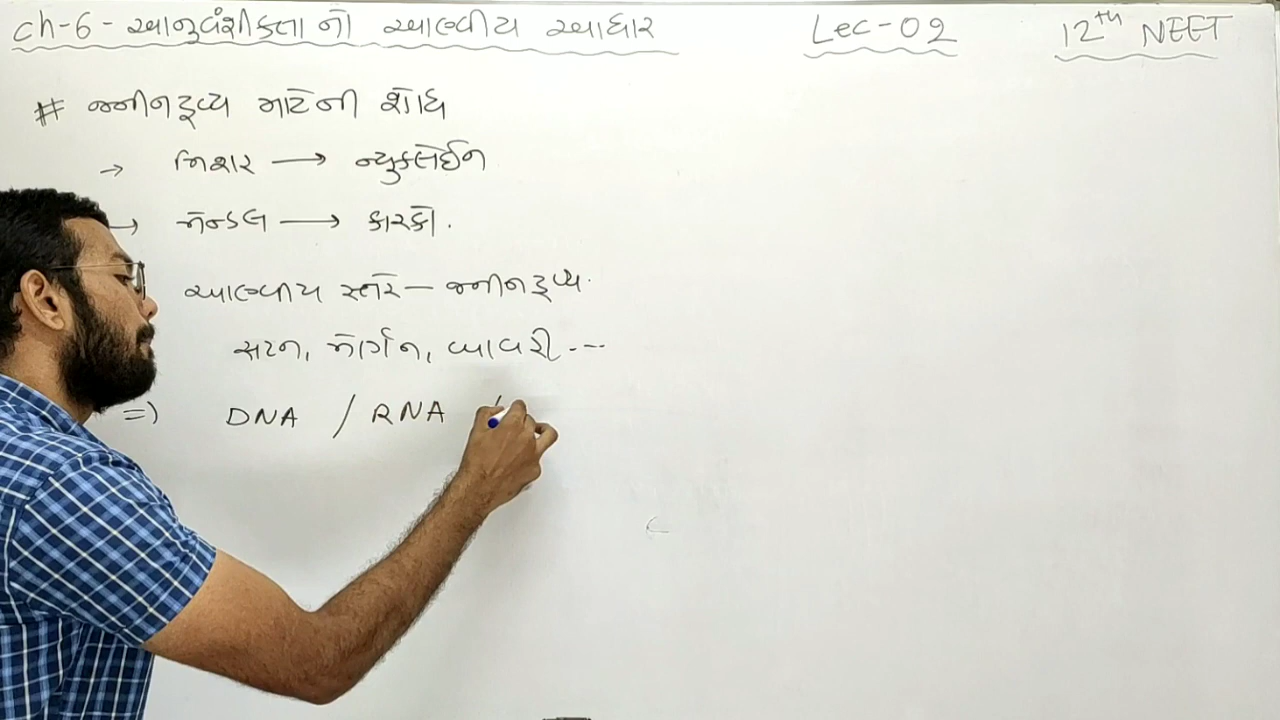 ch-6 - આનુવંશીકતાનો આણ્વીય આધાર Lec-02 12th NEET
# જનીનદ્રવ્ય માટેની શોધ
→ મિશર → ન્યુક્લેઈન
→ મેન્ડલ → કારકો.
આણ્વીય સ્તરે - જનીનદ્રવ્ય.
સટન, મોર્ગન, બાવરી ---
=> DNA / RNA /